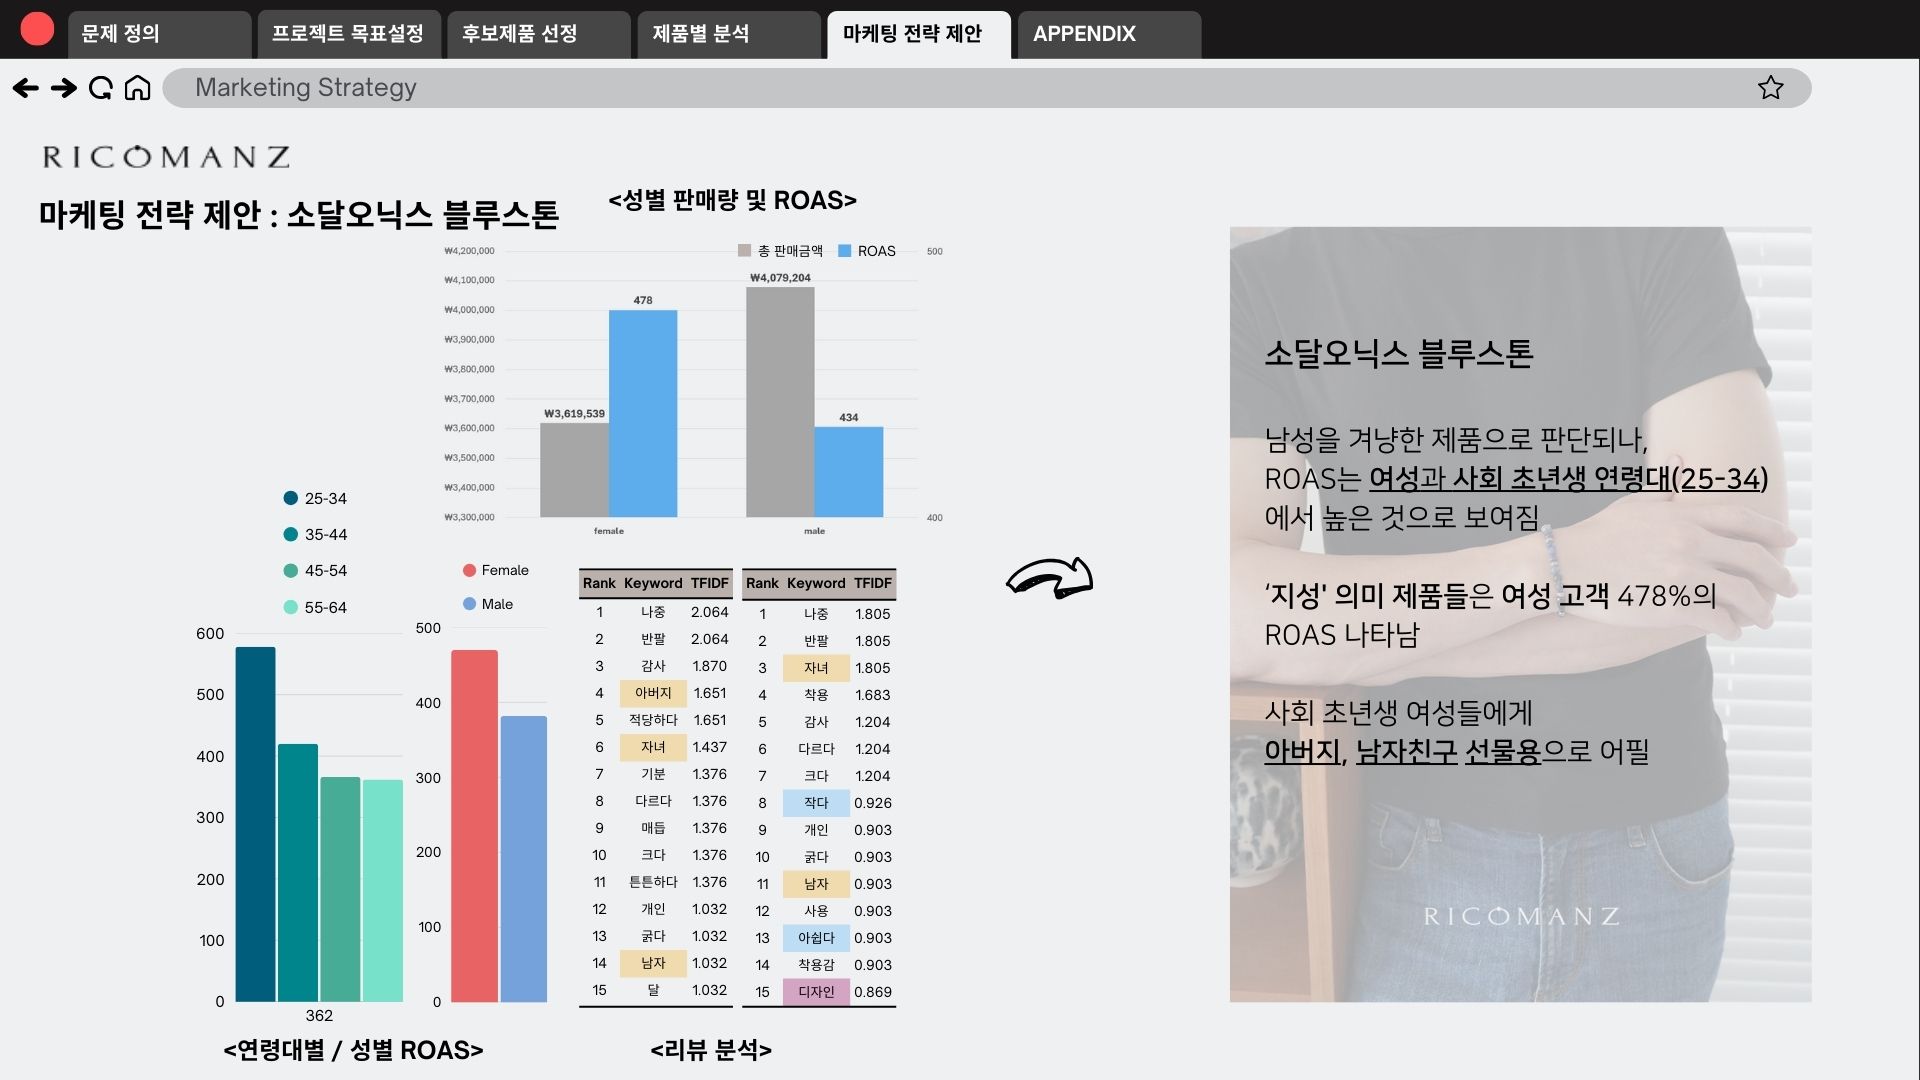 문제 정의
프로젝트 목표설정
후보제품 선정
제품별 분석
마케팅 전략 제안
APPENDIX
Marketing Strategy
RICOMANZ
마케팅 전략 제안 : 소달오닉스 블루스톤
<성별 판매량 및 ROAS>
총 판매금액 ROAS
₩4,200,000
₩4,100,000
₩4,000,000
₩3,900,000
₩3,800,000
₩3,700,000
₩3,600,000
₩3,500,000
₩3,400,000
₩3,300,000
500
400
₩3,619,539
478
₩4,079,204
434
female
male
25-34
35-44
45-54
55-64
600
500
400
300
200
100
0
362
Female
Male
500
400
300
200
100
0
<연령대별 / 성별 ROAS>
Rank Keyword TFIDF
1 나중 2.064
2 반팔 2.064
3 감사 1.870
4 아버지 1.651
5 적당하다 1.651
6 자녀 1.437
7 기분 1.376
8 다르다 1.376
9 매듭 1.376
10 크다 1.376
11 튼튼하다 1.376
12 개인 1.032
13 굵다 1.032
14 남자 1.032
15 달 1.032
Rank Keyword TFIDF
1 나중 1.805
2 반팔 1.805
3 자녀 1.805
4 착용 1.683
5 감사 1.204
6 다르다 1.204
7 크다 1.204
8 작다 0.926
9 개인 0.903
10 굵다 0.903
11 남자 0.903
12 사용 0.903
13 아쉽다 0.903
14 착용감 0.903
15 디자인 0.869
<리뷰 분석>
소달오닉스 블루스톤
남성을 겨냥한 제품으로 판단되나,
ROAS는 여성과 사회 초년생 연령대(25-34)
에서 높은 것으로 보여짐
‘지성' 의미 제품들은 여성 고객 478%의
ROAS 나타남
사회 초년생 여성들에게
아버지, 남자친구 선물용으로 어필
RICOMANZ